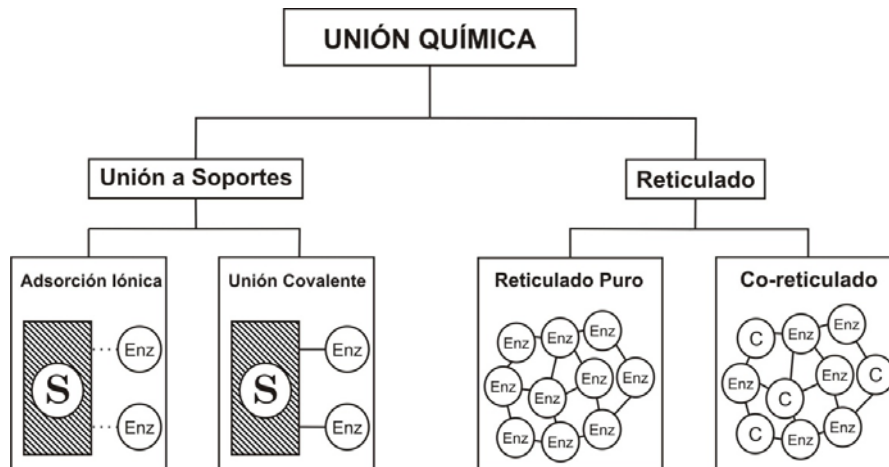 UNIÓN QUÍMICA
Unión a Soportes
Reticulado
Adsorción Iónica
S
Enz
Enz
Unión Covalente
S
Enz
Enz
Reticulado Puro
Enz
Enz
Enz
Enz
Enz
Enz
Enz
Enz
Enz
Enz
Co-reticulado
C
Enz
Enz
Enz
C
Enz
C
C
Enz
Enz